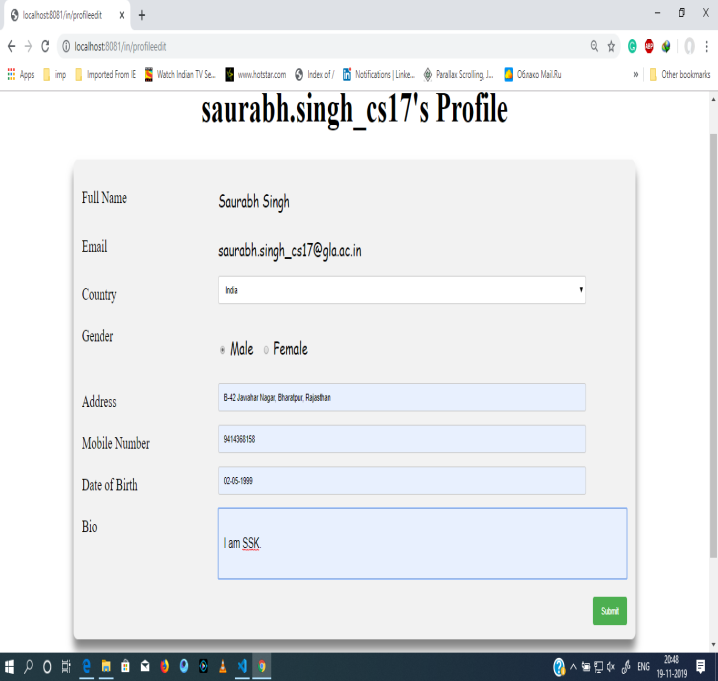 localhost:8081/in/profileedit
localhost:8081/in/profileedit
Apps imp Imported From IE Watch Indian TV Se... www.hotstar.com Index of / Notifications | Linke... Parallax Scrolling, J... Облако Mail.Ru » Other bookmarks
saurabh.singh_cs17's Profile
Full Name Saurabh Singh
Email saurabh.singh_cs17@gla.ac.in
Country India
Gender Male Female
Address B-42 Jawahar Nagar, Bharatpur, Rajasthan
Mobile Number 9414368158
Date of Birth 02-05-1999
Bio I am SSK.
Submit
ENG 20:48
19-11-2019